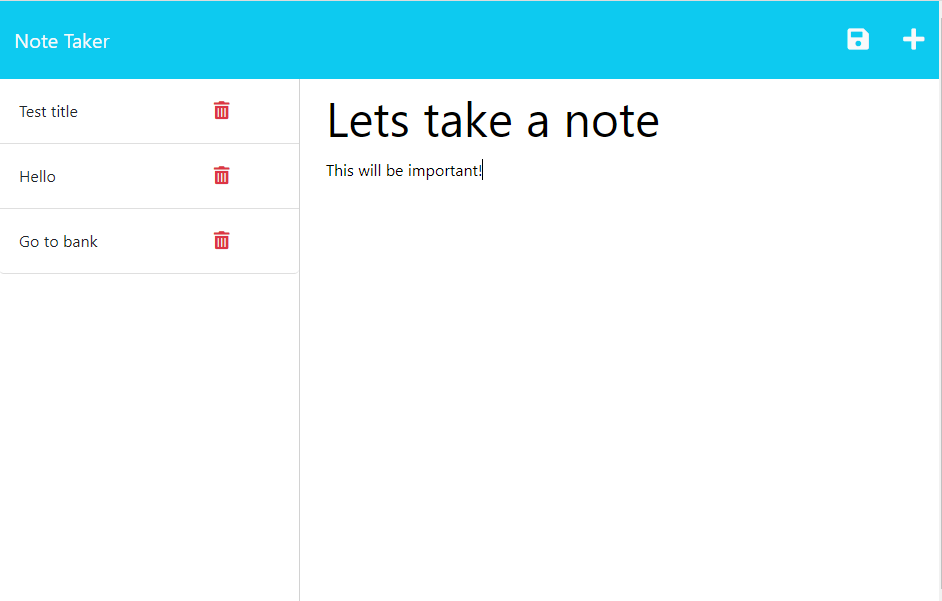 Note Taker
Test title
Hello
Go to bank
Lets take a note
This will be important!